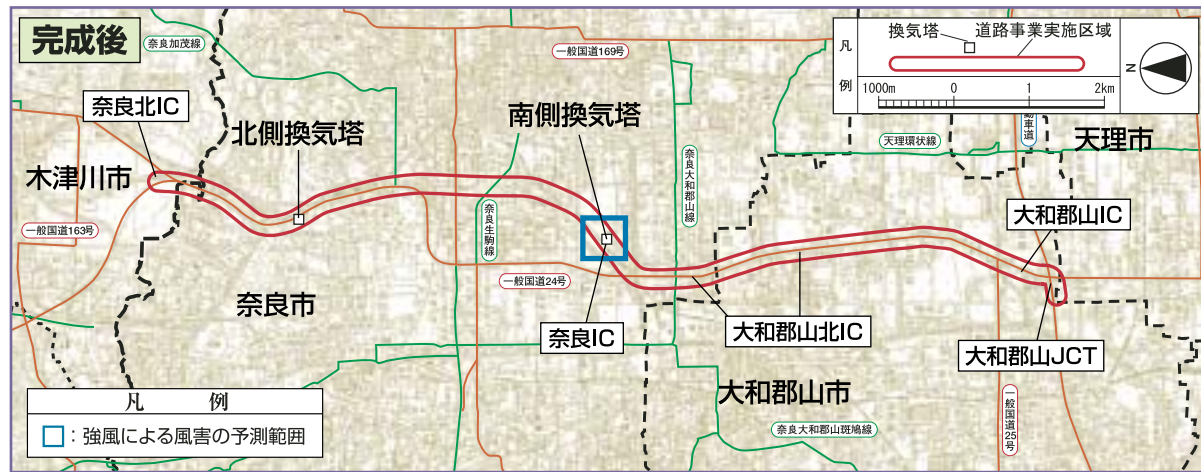 完成後
奈良加茂線
一般国道169号
凡
例
換気塔
道路事業実施区域
1000m
0
1
2km
N
奈良北IC
北側換気塔
南側換気塔
木津川市
天理環状線
動車道
天理市
奈良大和郡山線
一般国道163号
奈良生駒線
大和郡山IC
一般国道24号
奈良市
奈良IC
大和郡山北IC
大和郡山JCT
大和郡山市
一般国道25号
奈良大和郡山斑鳩線
凡 例
:強風による風害の予測範囲